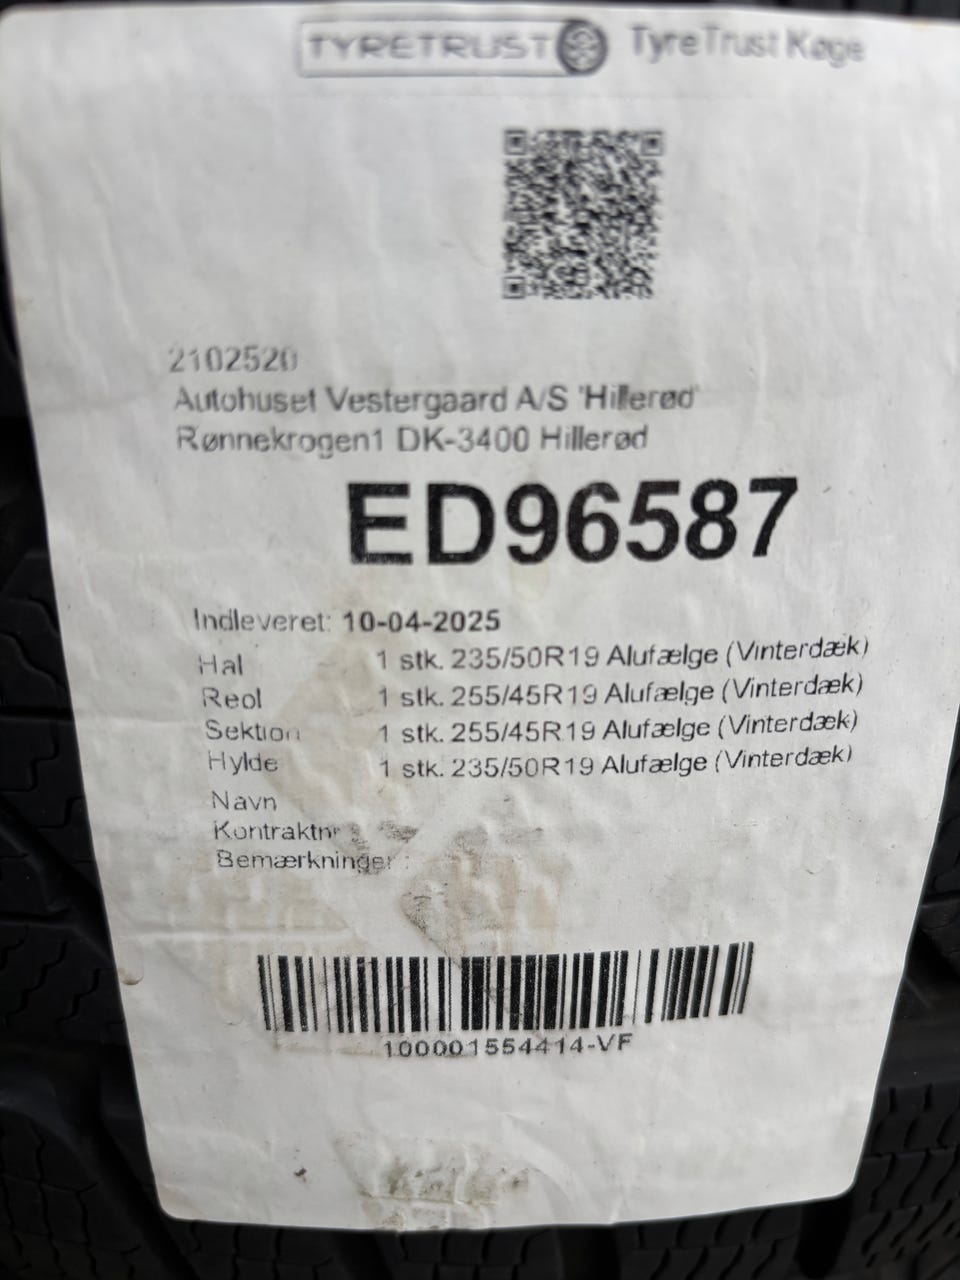 TYRETRUST TyreTrust Køge
2102520
Autohuset Vestergaard A/S 'Hillerød'
Rønnekrogen1 DK-3400 Hillerød
ED96587
Indleveret: 10-04-2025
Hal 1 stk. 235/50R19 Alufælge (Vinterdæk)
Reol 1 stk. 255/45R19 Alufælge (Vinterdæk)
Sektion 1 stk. 255/45R19 Alufælge (Vinterdæk)
Hylde 1 stk. 235/50R19 Alufælge (Vinterdæk)
Navn
Kontraktnr
Bemærkninger :
100001554414-VF